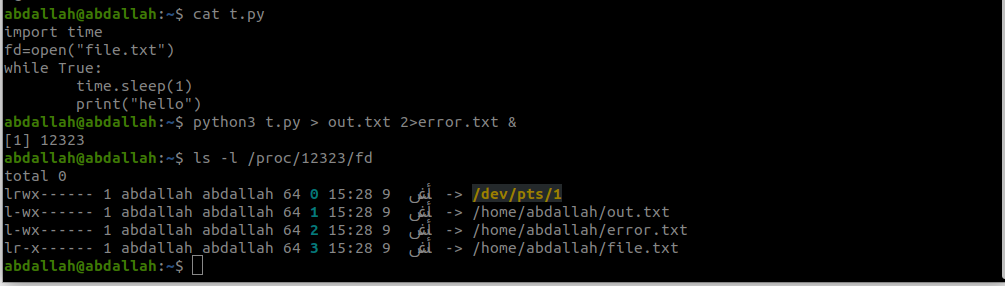 abdallah@abdallah:~$ cat t.py
import time
fd=open("file.txt")
while True:
        time.sleep(1)
        print("hello")
abdallah@abdallah:~$ python3 t.py > out.txt 2>error.txt &
[1] 12323
abdallah@abdallah:~$ ls -l /proc/12323/fd
total 0
lrwx------ 1 abdallah abdallah 64 0 15:28 9  أش -> /dev/pts/1
l-wx------ 1 abdallah abdallah 64 1 15:28 9  أش -> /home/abdallah/out.txt
l-wx------ 1 abdallah abdallah 64 2 15:28 9  أش -> /home/abdallah/error.txt
lr-x------ 1 abdallah abdallah 64 3 15:28 9  أش -> /home/abdallah/file.txt
abdallah@abdallah:~$